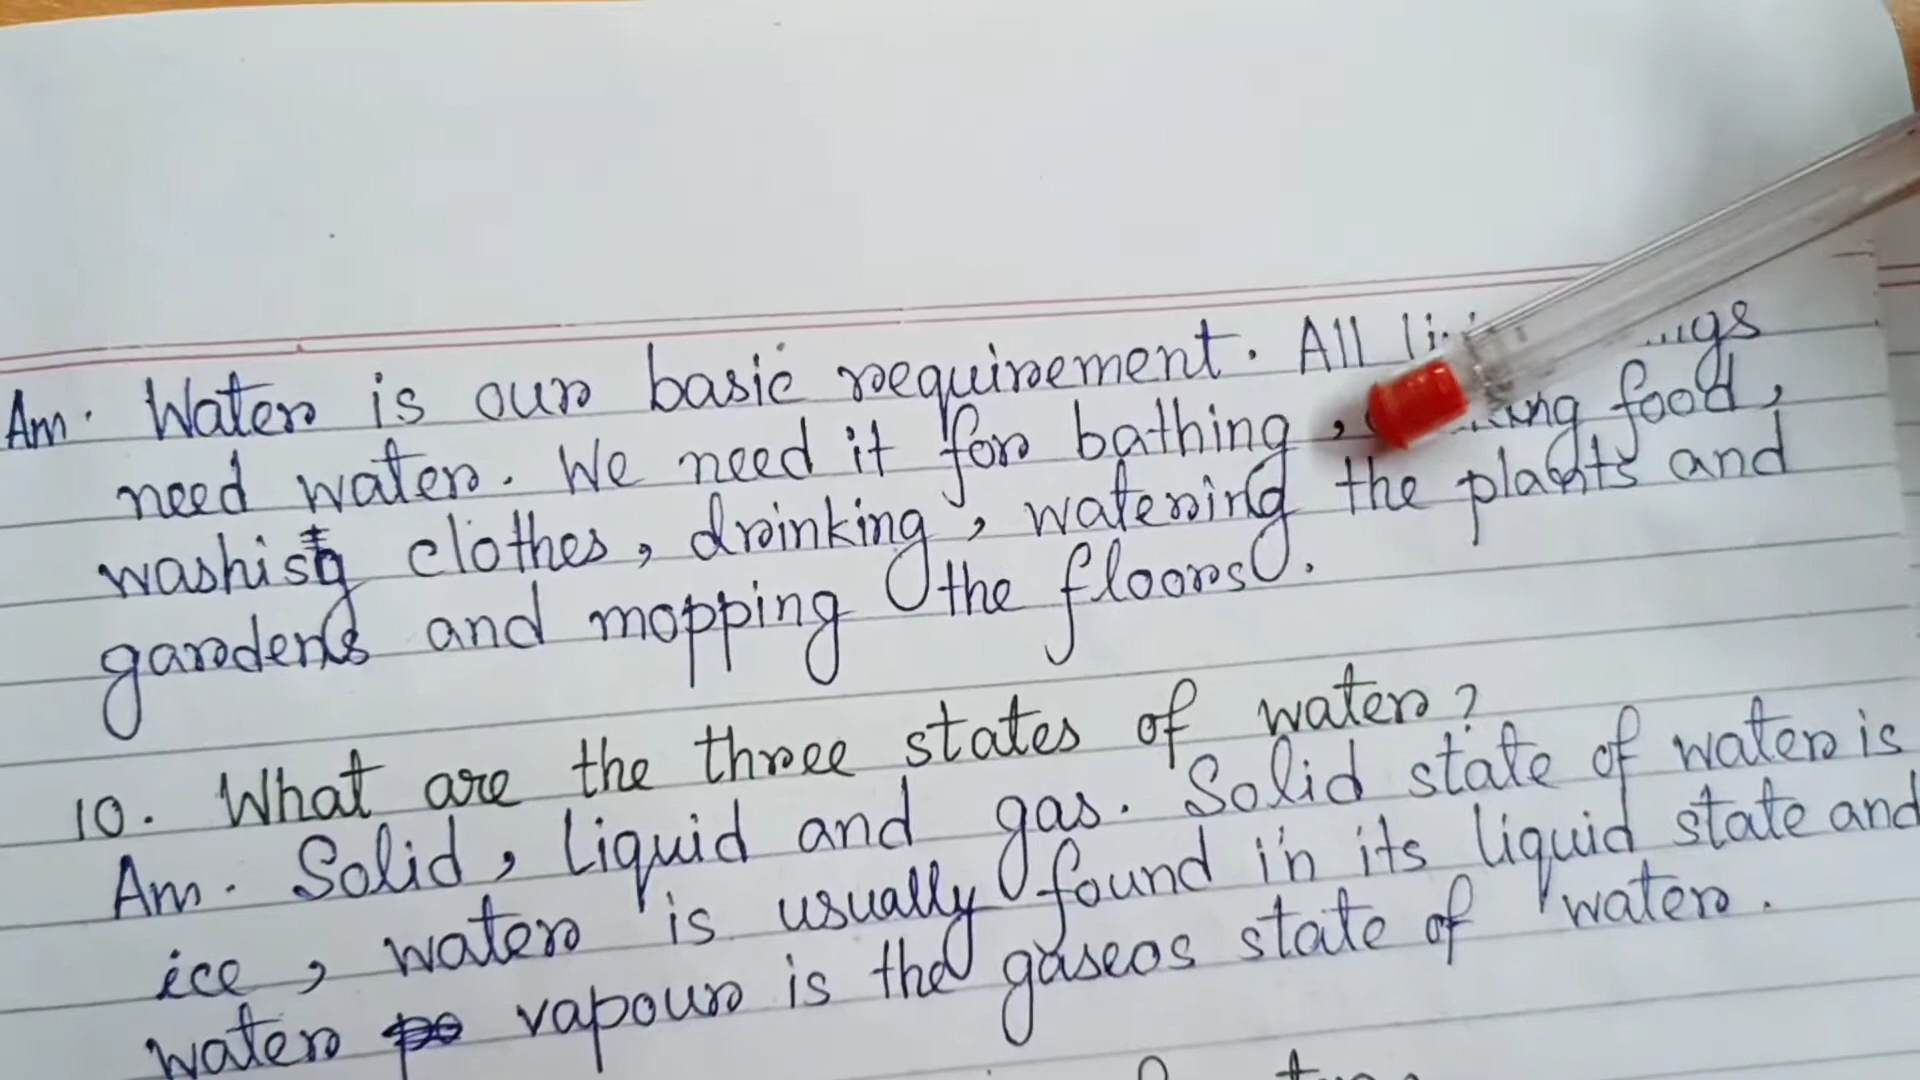 Ans. Water is our basic requirement. All
need water. We need it for bathing, food,
washing clothes, drinking, watering the plants and
gardens and mopping the floors.
10. What are the three states of water?
Ans. Solid, liquid and gas. Solid state of water is
ice, water is usually found in its liquid state and
water vapour is the gaseos state of water.